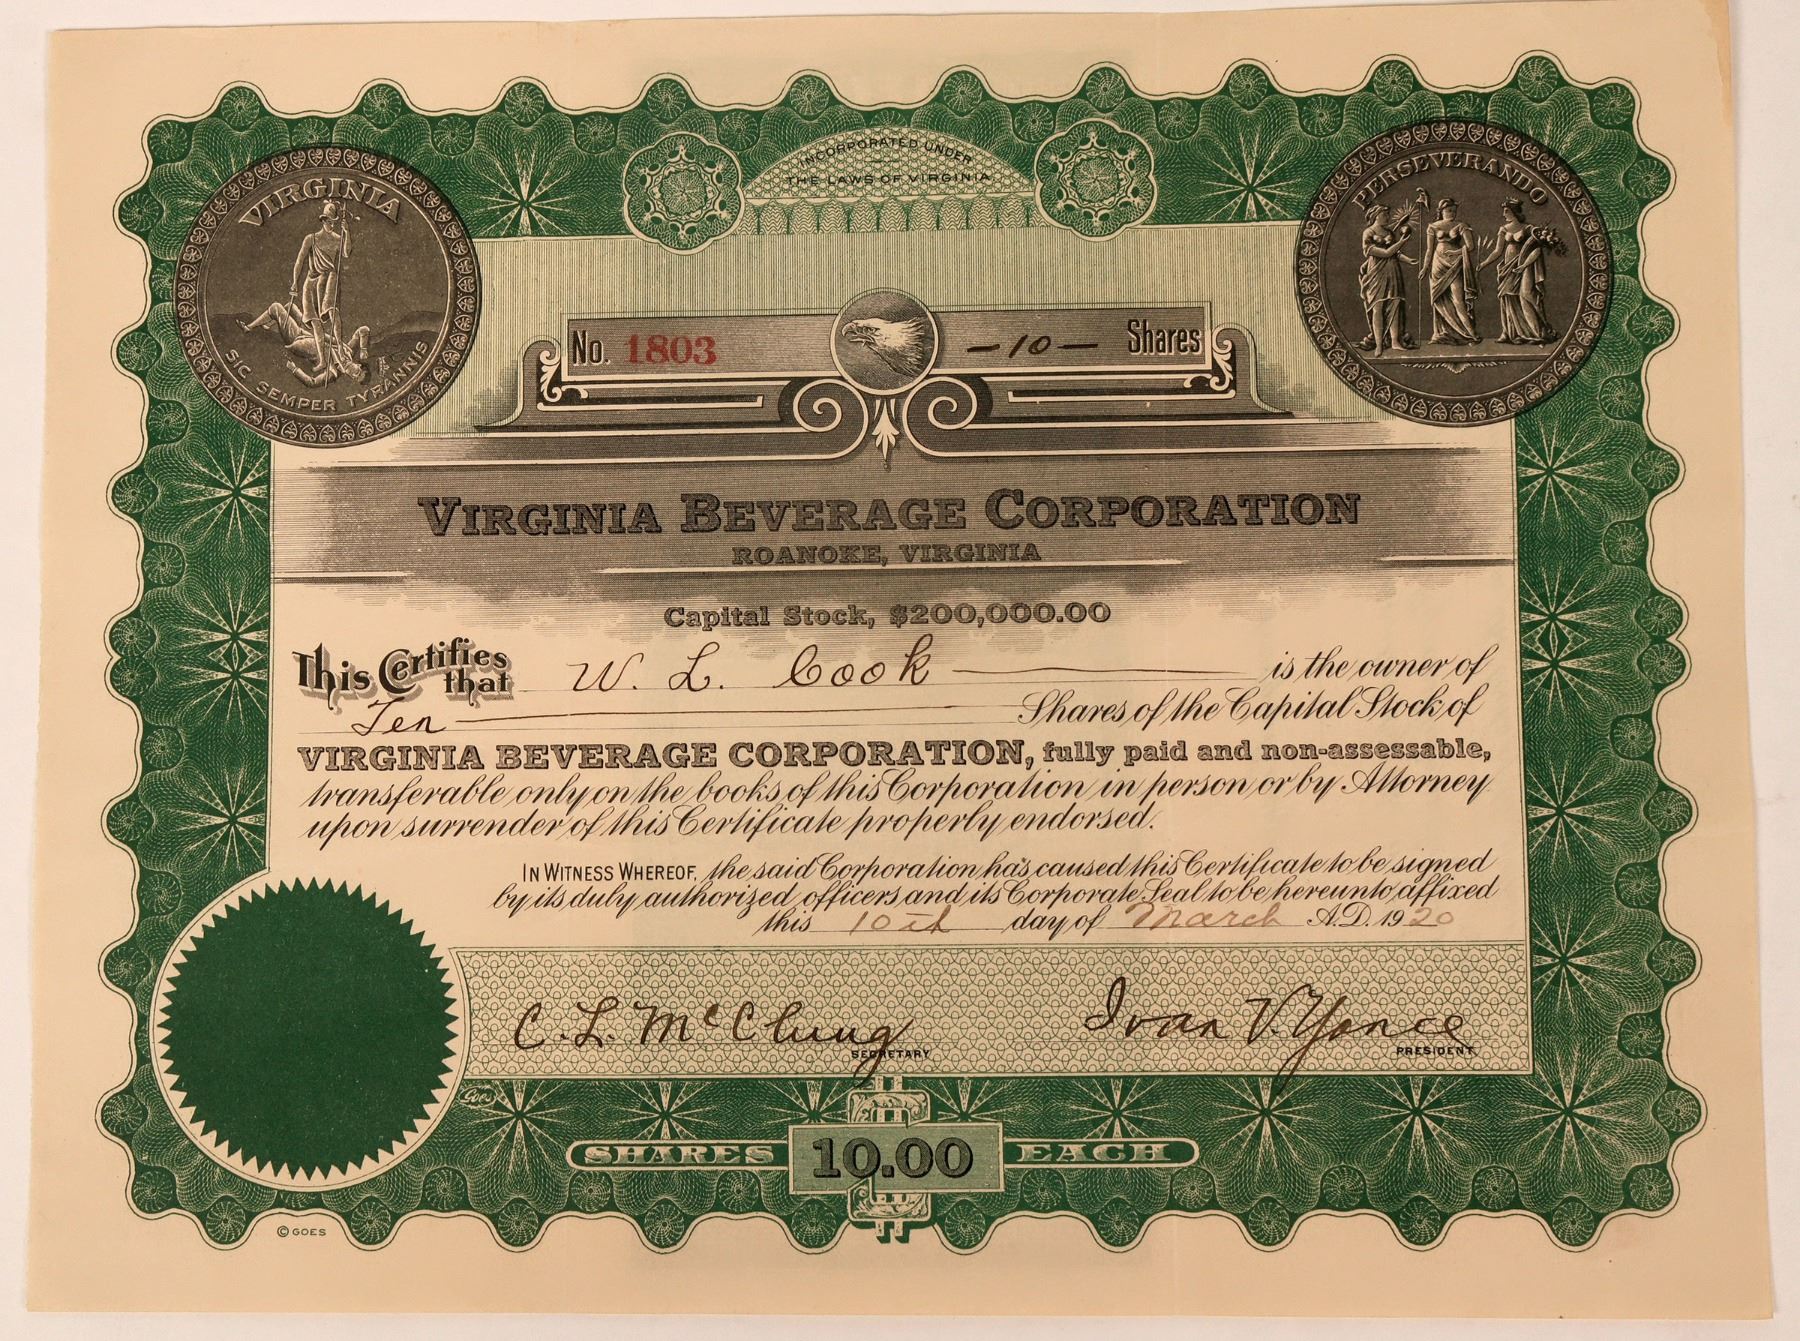 INCORPORATED UNDER
THE LAWS OF VIRGINIA
VIRGINIA
SIC SEMPER TYRANNIS
PERSEVERANDO
No. 1803 -10- Shares
VIRGINIA BEVERAGE CORPORATION
ROANOKE, VIRGINIA
Capital Stock, $200,000.00
This Certifies that W. L. Cook is the owner of
Ten Shares of the Capital Stock of
VIRGINIA BEVERAGE CORPORATION, fully paid and non-assessable,
transferable only on the books of this Corporation in person or by Attorney
upon surrender of this Certificate properly endorsed.
IN WITNESS WHEREOF, the said Corporation has caused this Certificate to be signed
by its duly authorized officers and its Corporate Seal to be hereunto affixed
this 10th day of March A.D. 1920
C. L. McClung Ivan V. Yonce
SECRETARY PRESIDENT
Goes
SHARES 10.00 EACH
© GOES